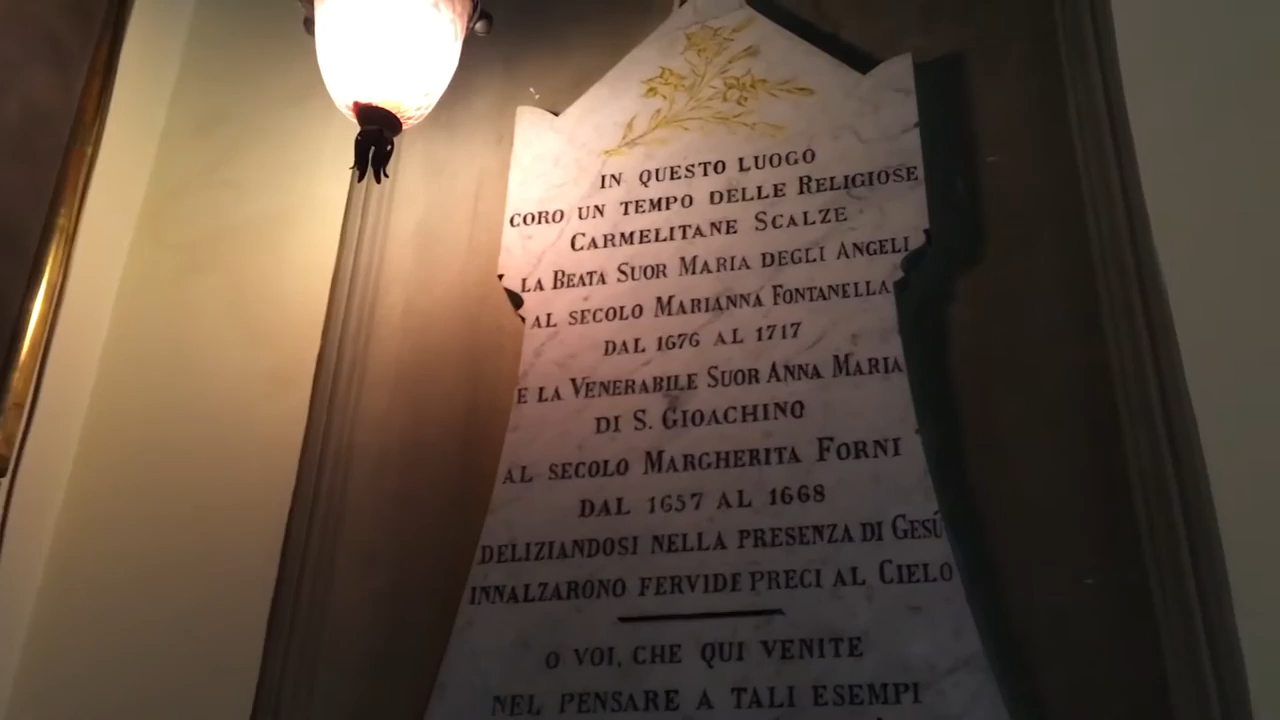 IN QUESTO LUOGO
CORO UN TEMPO DELLE RELIGIOSE
CARMELITANE SCALZE
LA BEATA SUOR MARIA DEGLI ANGELI
AL SECOLO MARIANNA FONTANELLA
DAL 1676 AL 1717
E LA VENERABILE SUOR ANNA MARIA
DI S. GIOACHINO
AL SECOLO MARGHERITA FORNI
DAL 1657 AL 1668
DELIZIANDOSI NELLA PRESENZA DI GESÙ
INNALZARONO FERVIDE PRECI AL CIELO
O VOI, CHE QUI VENITE
NEL PENSARE A TALI ESEMPI